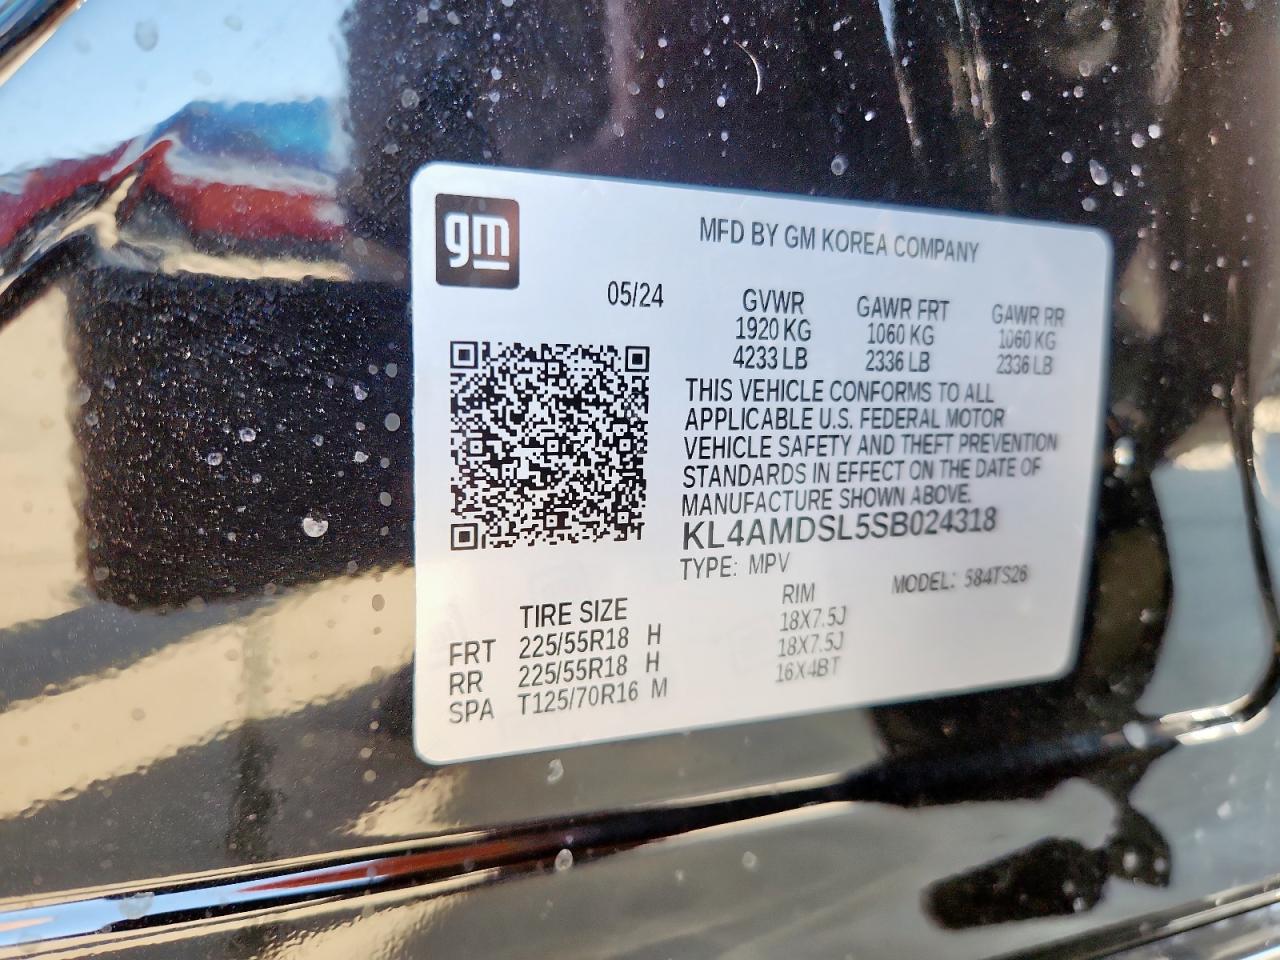 gm
MFD BY GM KOREA COMPANY
05/24
GVWR GAWR FRT GAWR RR
1920 KG 1060 KG 1060 KG
4233 LB 2336 LB 2336 LB
THIS VEHICLE CONFORMS TO ALL
APPLICABLE U.S. FEDERAL MOTOR
VEHICLE SAFETY AND THEFT PREVENTION
STANDARDS IN EFFECT ON THE DATE OF
MANUFACTURE SHOWN ABOVE.
KL4AMDSL5SB024318
TYPE: MPV MODEL: 584TS26
TIRE SIZE RIM
FRT 225/55R18 H 18X7.5J
RR 225/55R18 H 18X7.5J
SPA T125/70R16 M 16X4BT